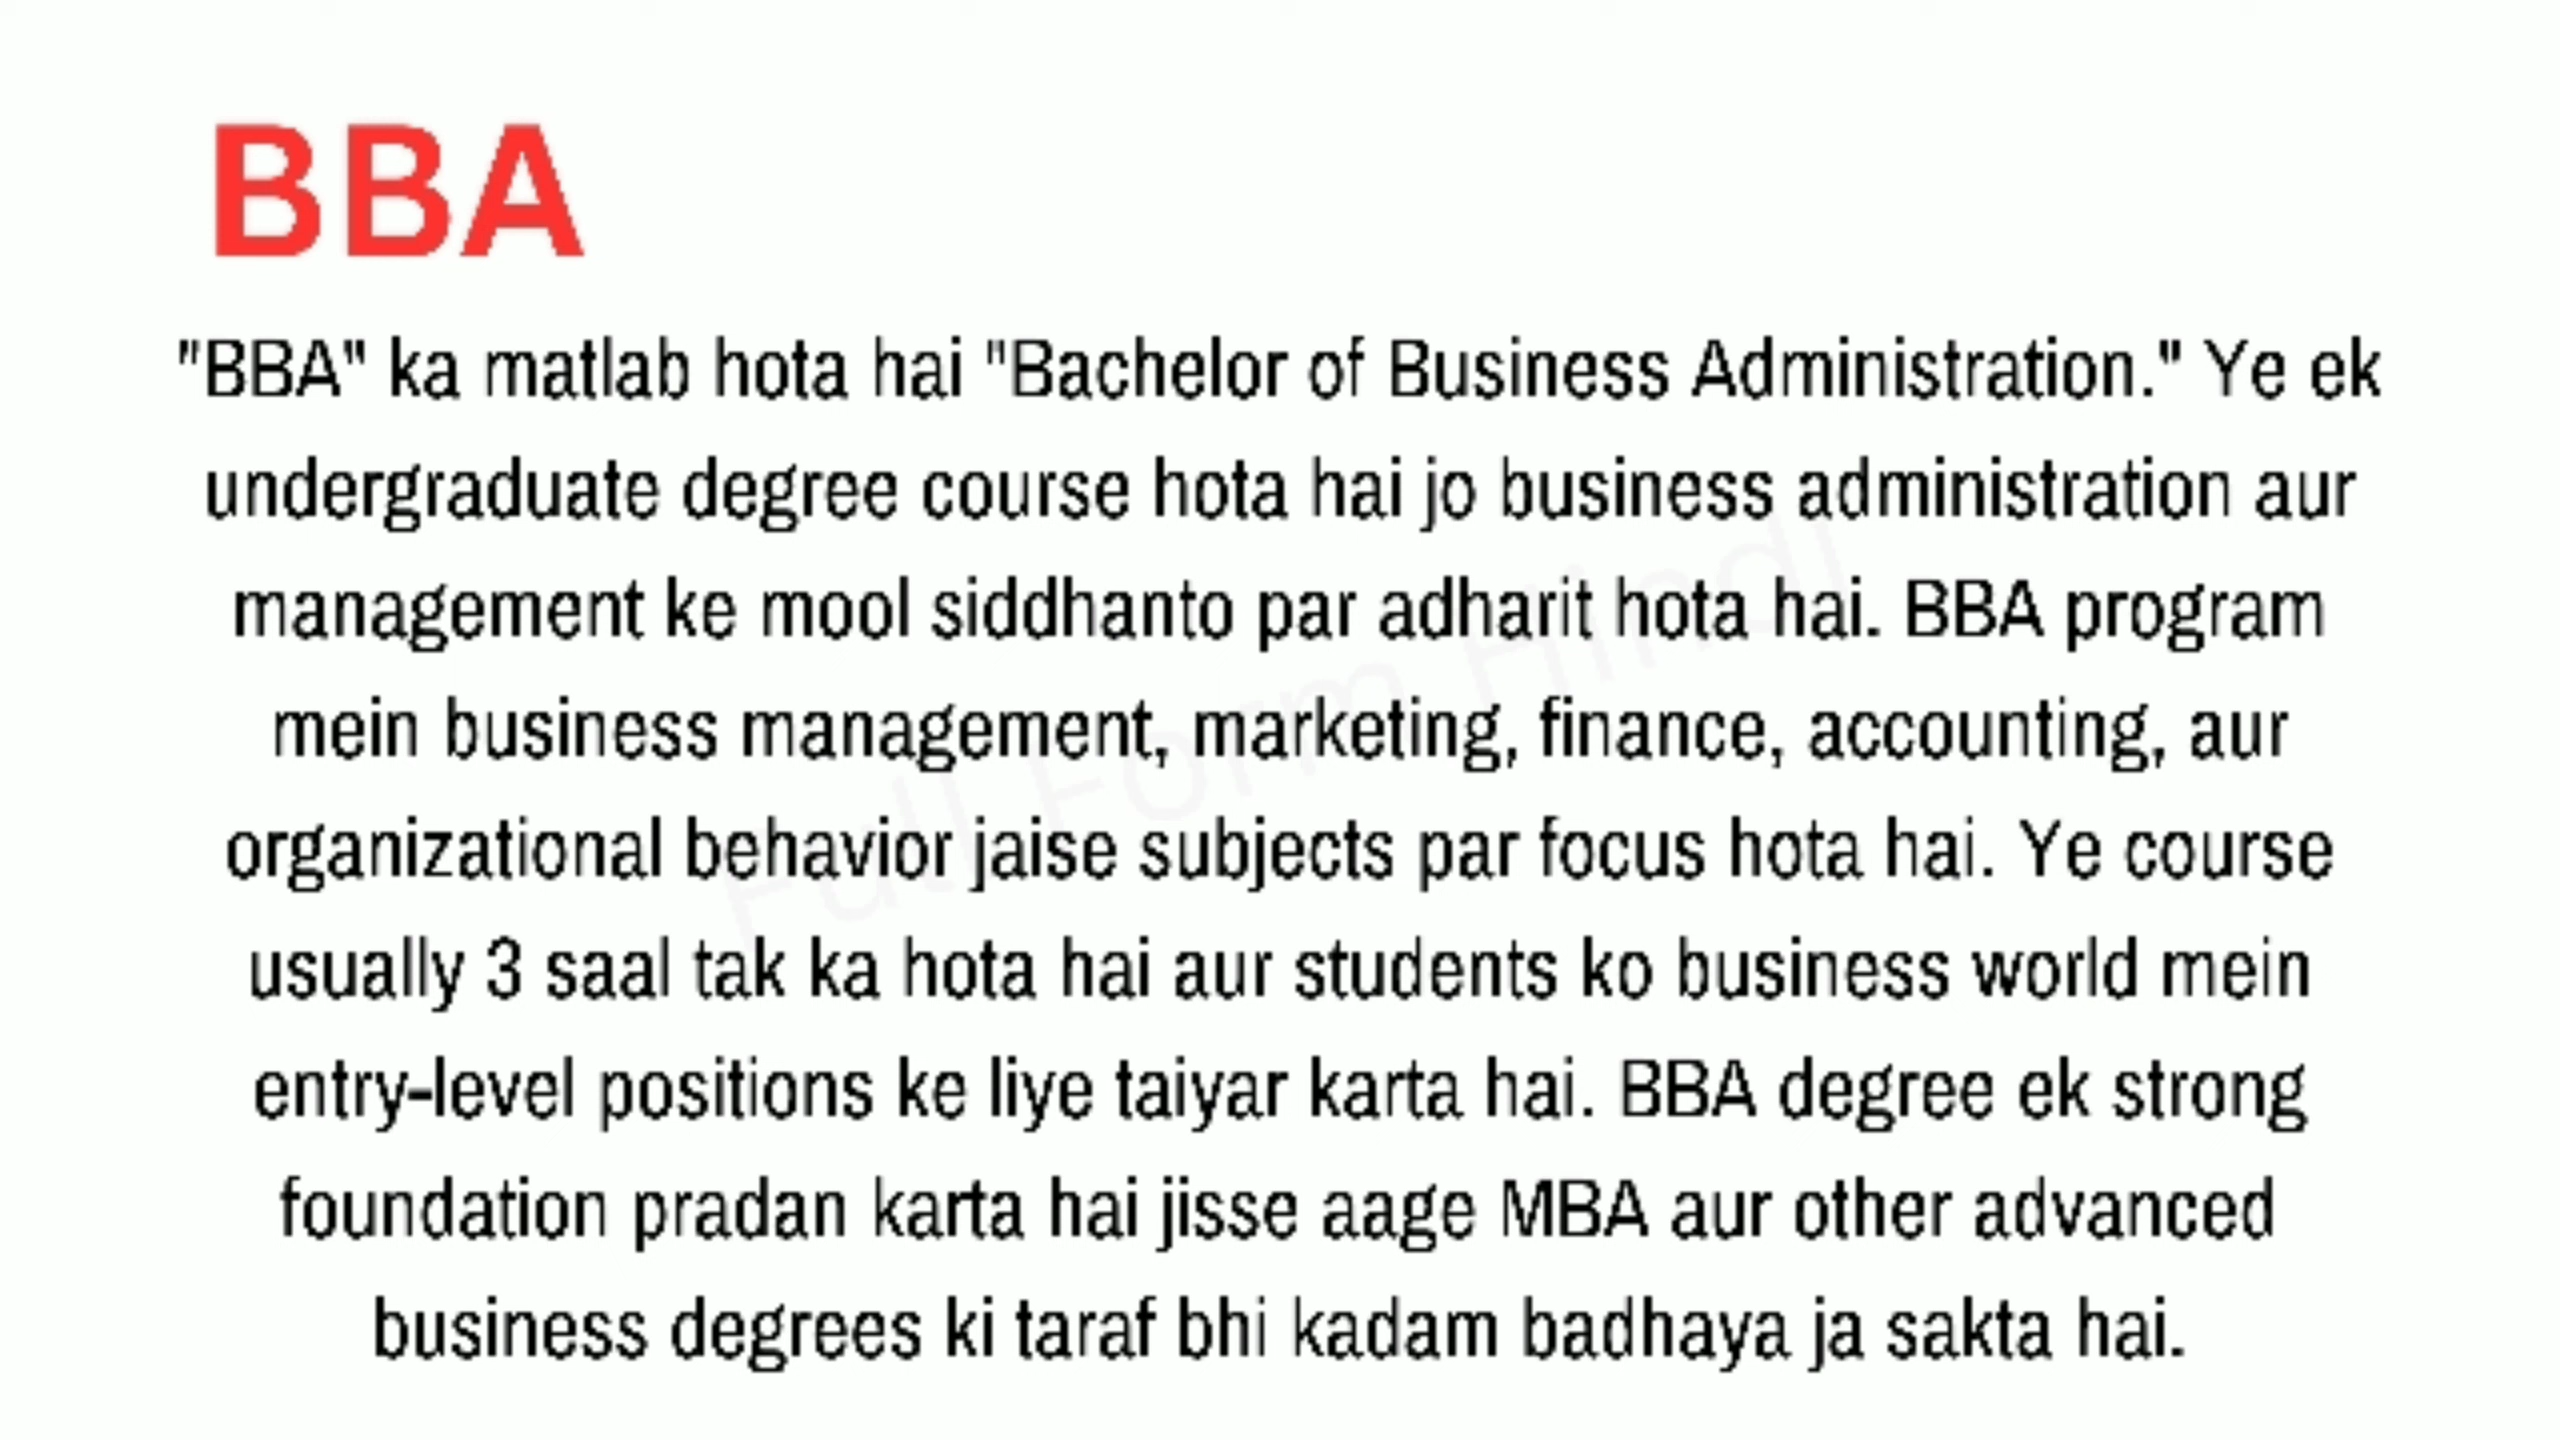 BBA
"BBA" ka matlab hota hai "Bachelor of Business Administration." Ye ek
undergraduate degree course hota hai jo business administration aur
management ke mool siddhanto par adharit hota hai. BBA program
mein business management, marketing, finance, accounting, aur
organizational behavior jaise subjects par focus hota hai. Ye course
usually 3 saal tak ka hota hai aur students ko business world mein
entry-level positions ke liye taiyar karta hai. BBA degree ek strong
foundation pradan karta hai jisse aage MBA aur other advanced
business degrees ki taraf bhi kadam badhaya ja sakta hai.
Full Form Hindi